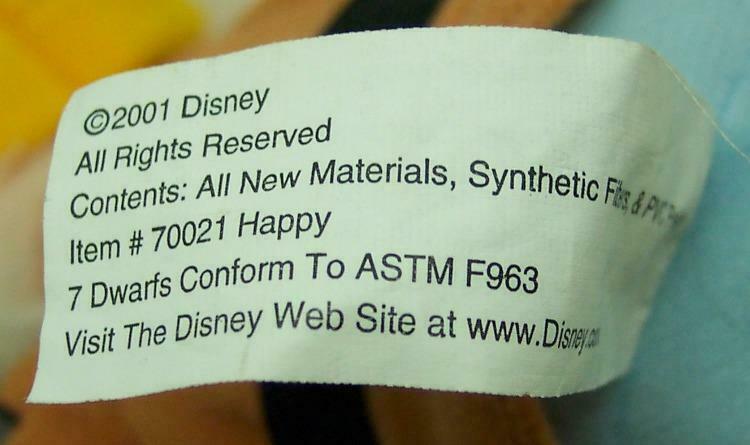 ©2001 Disney
All Rights Reserved
Contents: All New Materials, Synthetic Fibers, & PVC
Item # 70021 Happy
7 Dwarfs Conform To ASTM F963
Visit The Disney Web Site at www.Disney.com